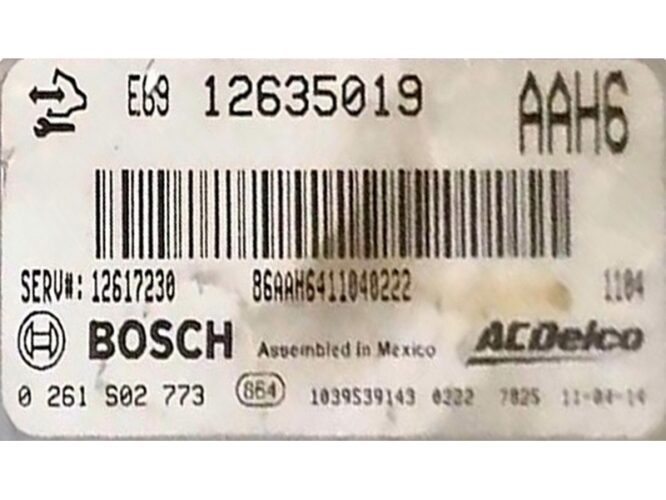 E69 12635019 AAH6
SERV#: 12617230 86AAH6411040222 1104
BOSCH Assembled in Mexico ACDelco
0 261 S02 773 864 1039S39143 0222 7825 11-04-14